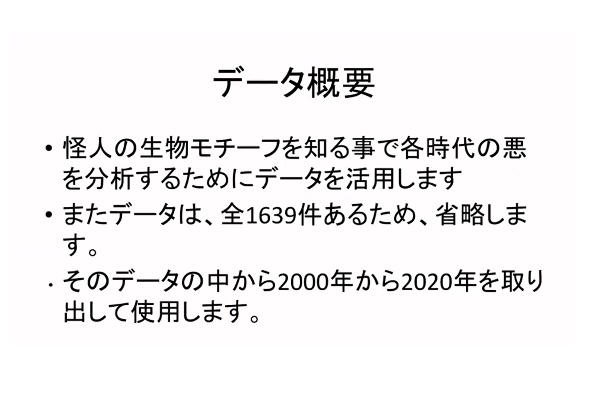 データ概要
• 怪人の生物モチーフを知る事で各時代の悪
を分析するためにデータを活用します
• またデータは、全1639件あるため、省略しま
す。
• そのデータの中から2000年から2020年を取り
出して使用します。